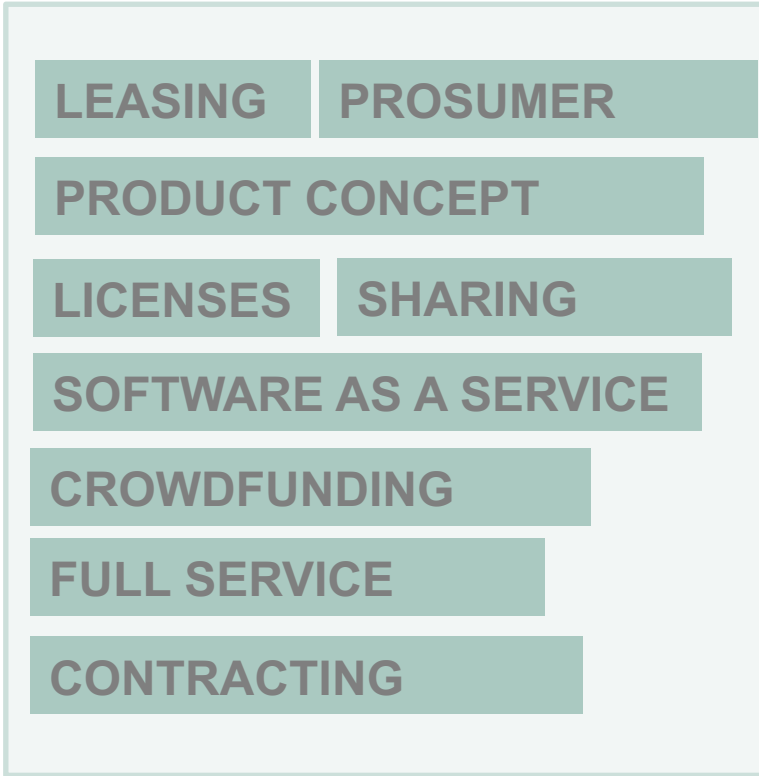 LEASING PROSUMER
PRODUCT CONCEPT
LICENSES SHARING
SOFTWARE AS A SERVICE
CROWDFUNDING
FULL SERVICE
CONTRACTING